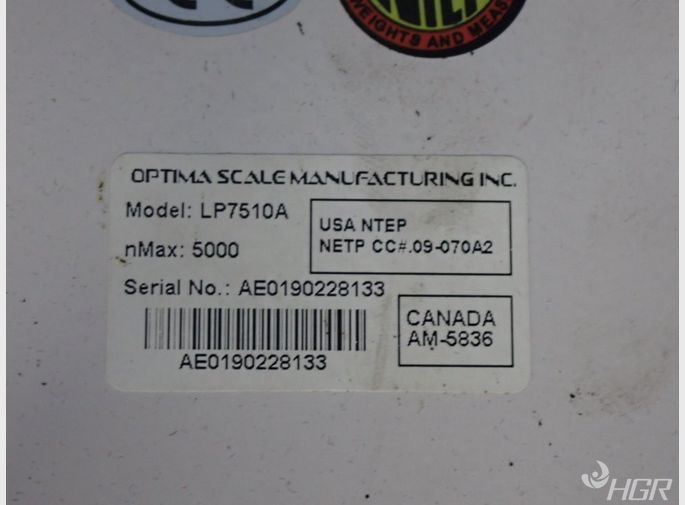 WEIGHTS AND MEAS
OPTIMA SCALE MANUFACTURING INC.
Model: LP7510A
USA NTEP
NETP CC#.09-070A2
nMax: 5000
Serial No.: AE0190228133
CANADA
AM-5836
AE0190228133
HGR